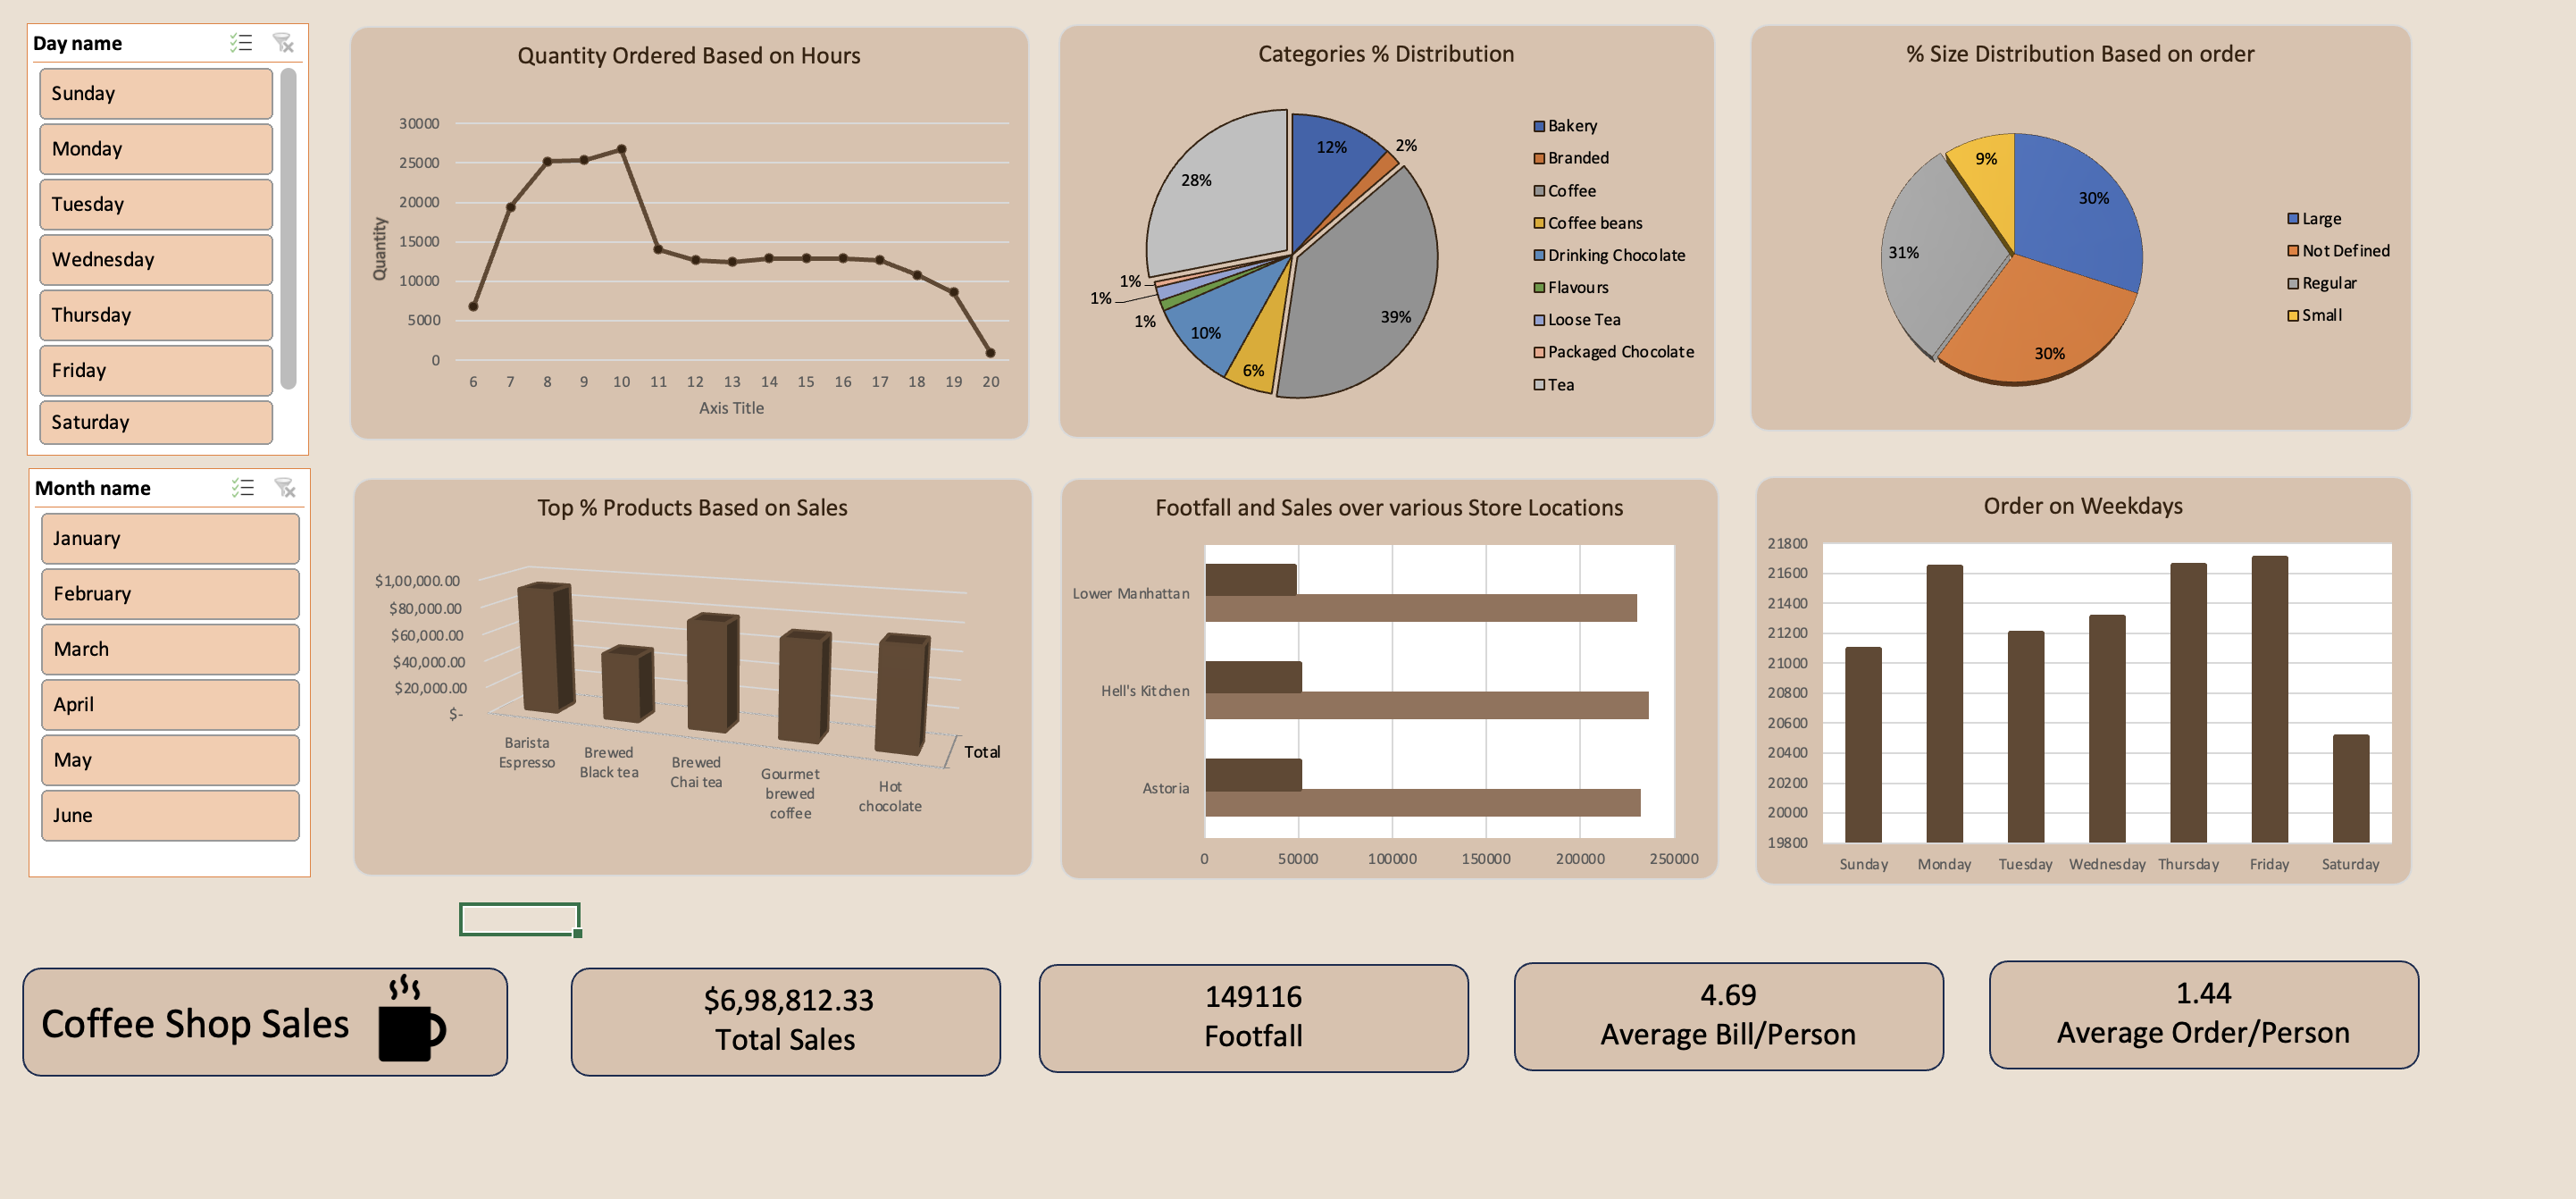 Day name
Sunday
Monday
Tuesday
Wednesday
Thursday
Friday
Saturday
Month name
January
February
March
April
May
June
Quantity Ordered Based on Hours
Quantity
30000
25000
20000
15000
10000
5000
0
6 7 8 9 10 11 12 13 14 15 16 17 18 19 20
Axis Title
Categories % Distribution
12%
2%
39%
6%
10%
1%
1%
1%
28%
Bakery
Branded
Coffee
Coffee beans
Drinking Chocolate
Flavours
Loose Tea
Packaged Chocolate
Tea
% Size Distribution Based on order
9%
30%
31%
30%
Large
Not Defined
Regular
Small
Top % Products Based on Sales
$1,00,000.00
$80,000.00
$60,000.00
$40,000.00
$20,000.00
$-
Barista
Espresso
Brewed
Black tea
Brewed
Chai tea
Gourmet
brewed
coffee
Hot
chocolate
Total
Footfall and Sales over various Store Locations
Lower Manhattan
Hell's Kitchen
Astoria
0 50000 100000 150000 200000 250000
Order on Weekdays
21800
21600
21400
21200
21000
20800
20600
20400
20200
20000
19800
Sunday Monday Tuesday Wednesday Thursday Friday Saturday
Coffee Shop Sales
$6,98,812.33
Total Sales
149116
Footfall
4.69
Average Bill/Person
1.44
Average Order/Person